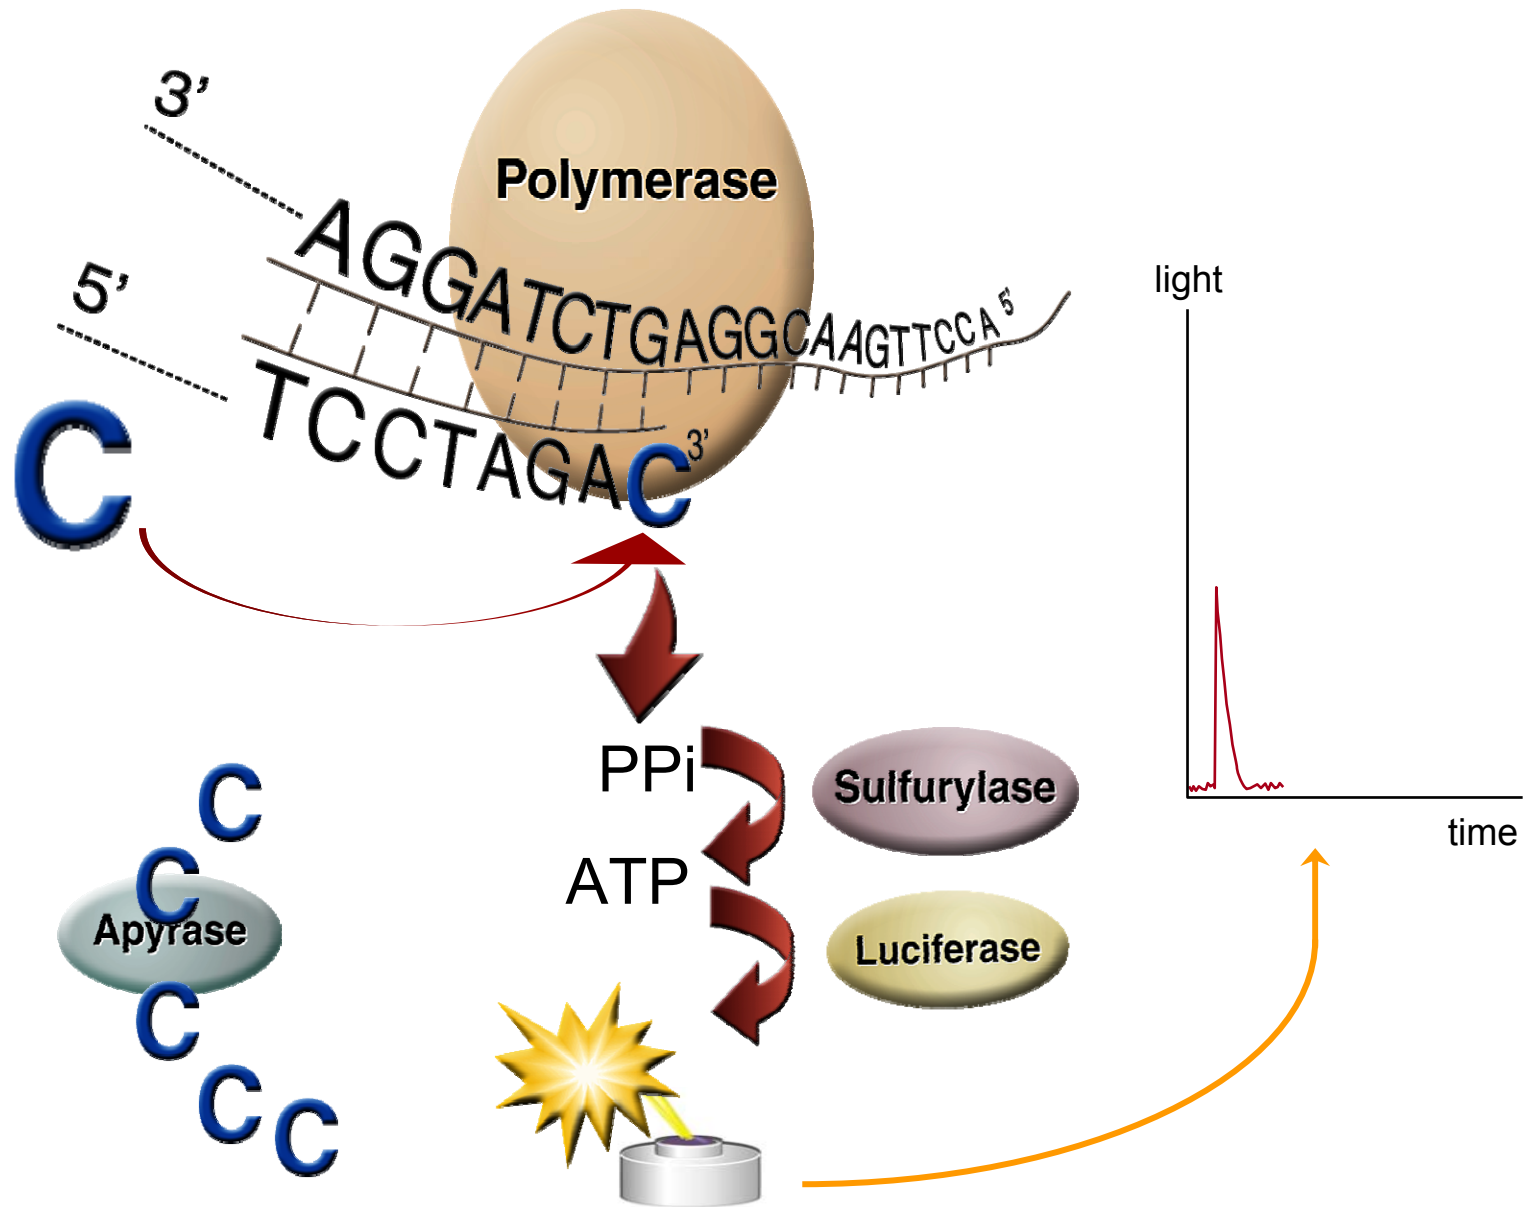 3’
Polymerase
AGGATCTGAGGCAAGTTCCA 5’
5’
TCCTAGAC 3’
C
light
PPi
Sulfurylase
time
C
C
ATP
Apyrase
Luciferase
C
C
C